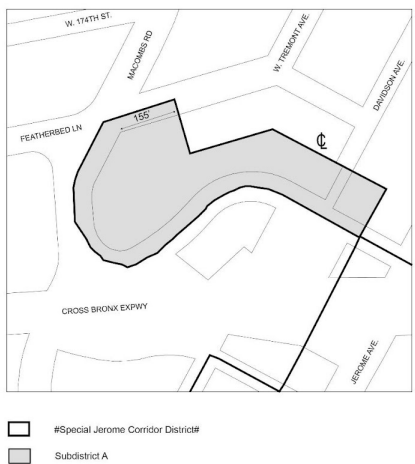 W. 174TH ST.
MACOMBS RD
W. TREMONT AVE.
DAVIDSON AVE.
155'
FEATHERBED LN
℄
CROSS BRONX EXPWY
JEROME AVE.
#Special Jerome Corridor District#
Subdistrict A